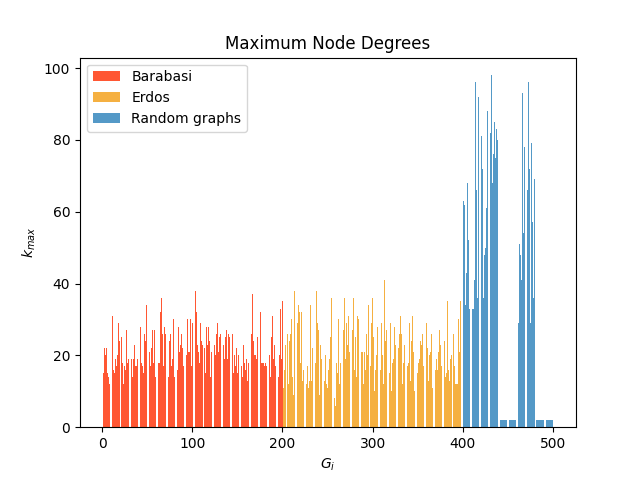 Maximum Node Degrees
Barabasi
Erdos
Random graphs
100
80
60
40
20
0
k_max
0 100 200 300 400 500
G_i